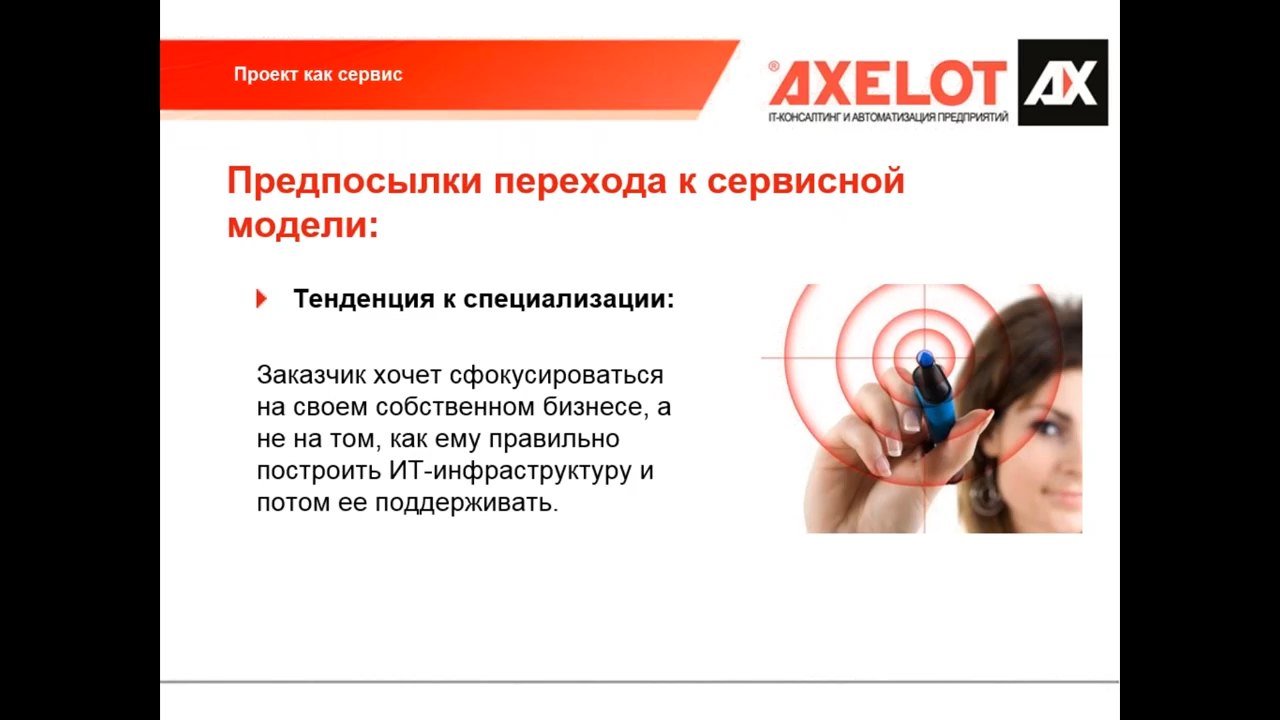 Проект как сервис
® AXELOT AX
IT-КОНСАЛТИНГ И АВТОМАТИЗАЦИЯ ПРЕДПРИЯТИЙ
Предпосылки перехода к сервисной
модели:
Тенденция к специализации:
Заказчик хочет сфокусироваться
на своем собственном бизнесе, а
не на том, как ему правильно
построить ИТ-инфраструктуру и
потом ее поддерживать.